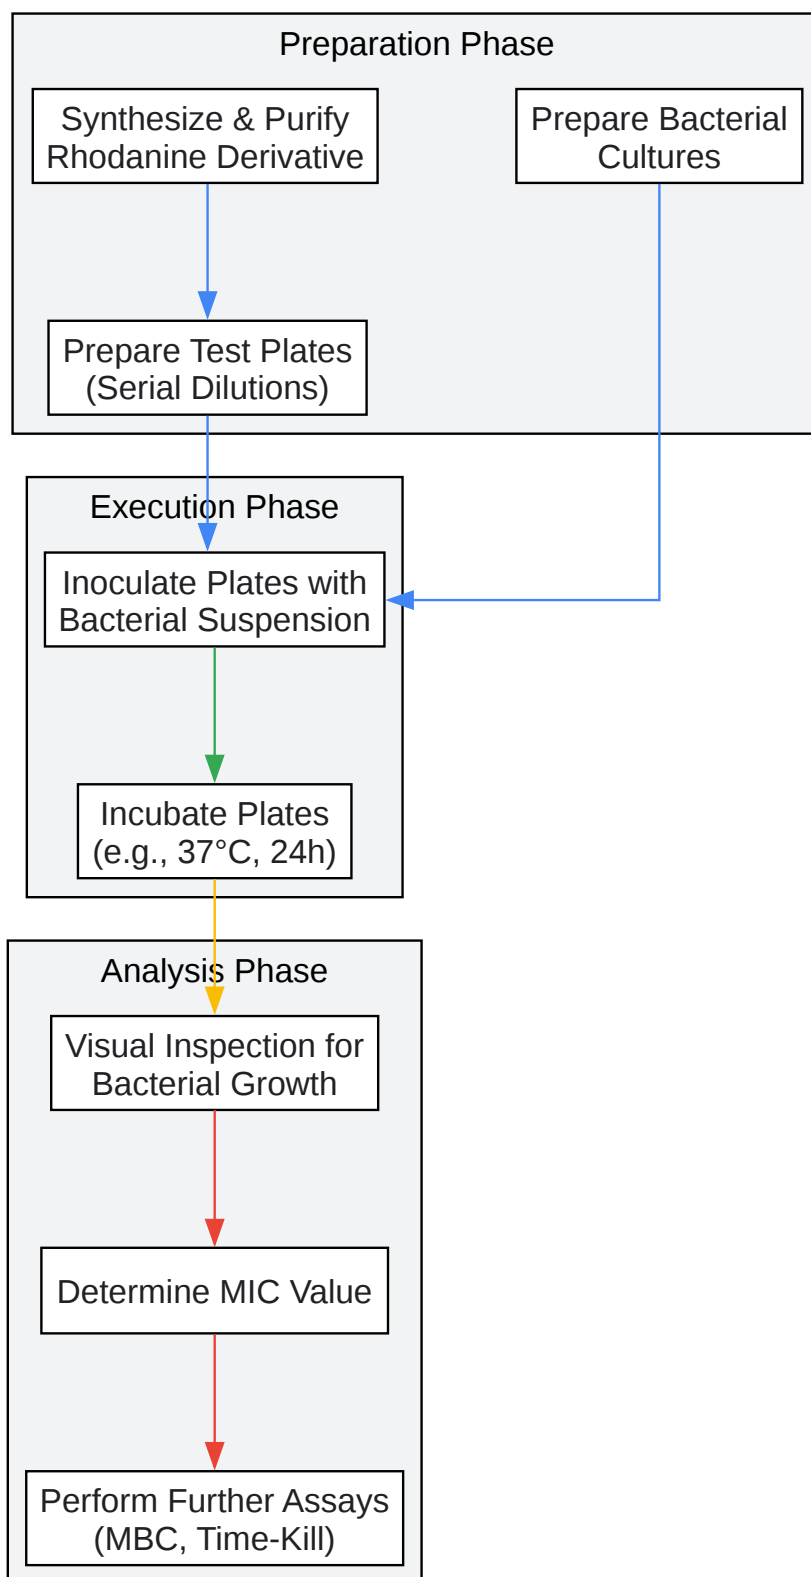 Preparation Phase
Synthesize & Purify
Rhodanine Derivative
Prepare Bacterial
Cultures
Prepare Test Plates
(Serial Dilutions)
Execution Phase
Inoculate Plates with
Bacterial Suspension
Incubate Plates
(e.g., 37°C, 24h)
Analysis Phase
Visual Inspection for
Bacterial Growth
Determine MIC Value
Perform Further Assays
(MBC, Time-Kill)